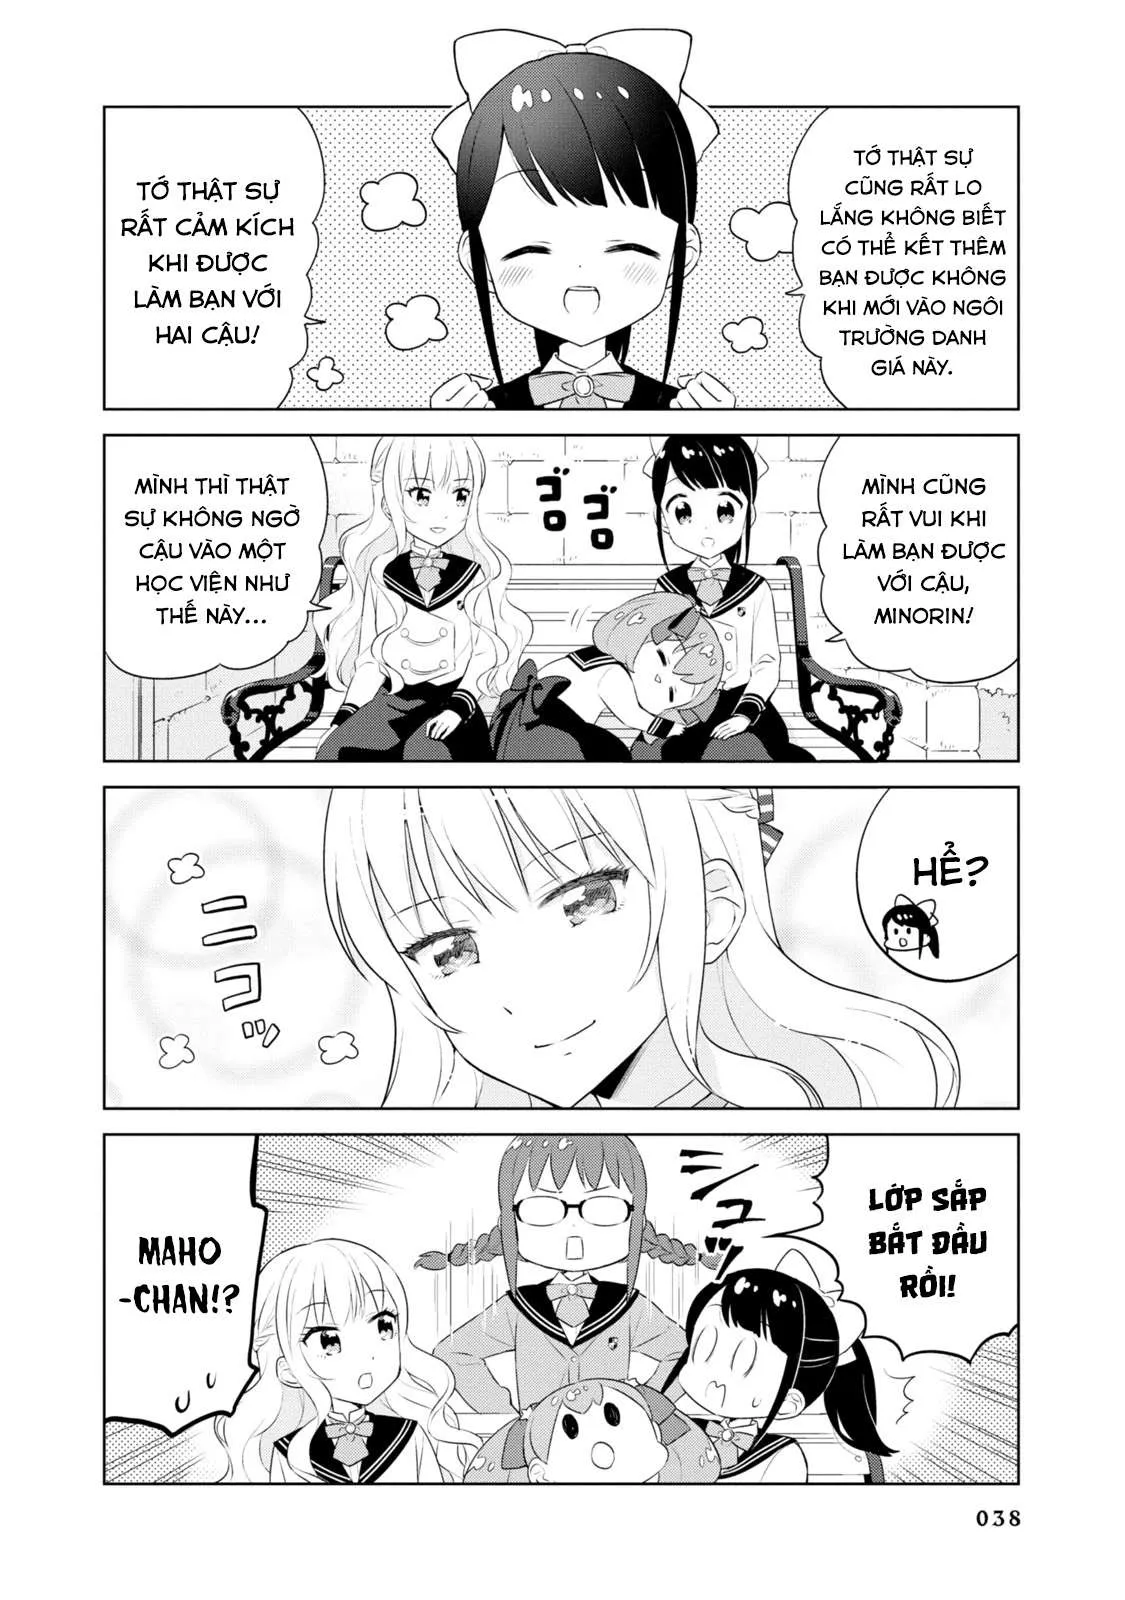 TỚ THẬT SỰ
CŨNG RẤT LO
LẮNG KHÔNG BIẾT
CÓ THỂ KẾT THÊM
BẠN ĐƯỢC KHÔNG
KHI MỚI VÀO NGÔI
TRƯỜNG DANH
GIÁ NÀY.
TỚ THẬT SỰ
RẤT CẢM KÍCH
KHI ĐƯỢC
LÀM BẠN VỚI
HAI CẬU!
MÌNH CŨNG
RẤT VUI KHI
LÀM BẠN ĐƯỢC
VỚI CẬU,
MINORIN!
ゴロ
ゴロ
MÌNH THÌ THẬT
SỰ KHÔNG NGỜ
CẬU VÀO MỘT
HỌC VIỆN NHƯ
THẾ NÀY...
HỂ?
ニコッ
LỚP SẮP
BẮT ĐẦU
RỒI!
ジュッ
MAHO
-CHAN!?
038